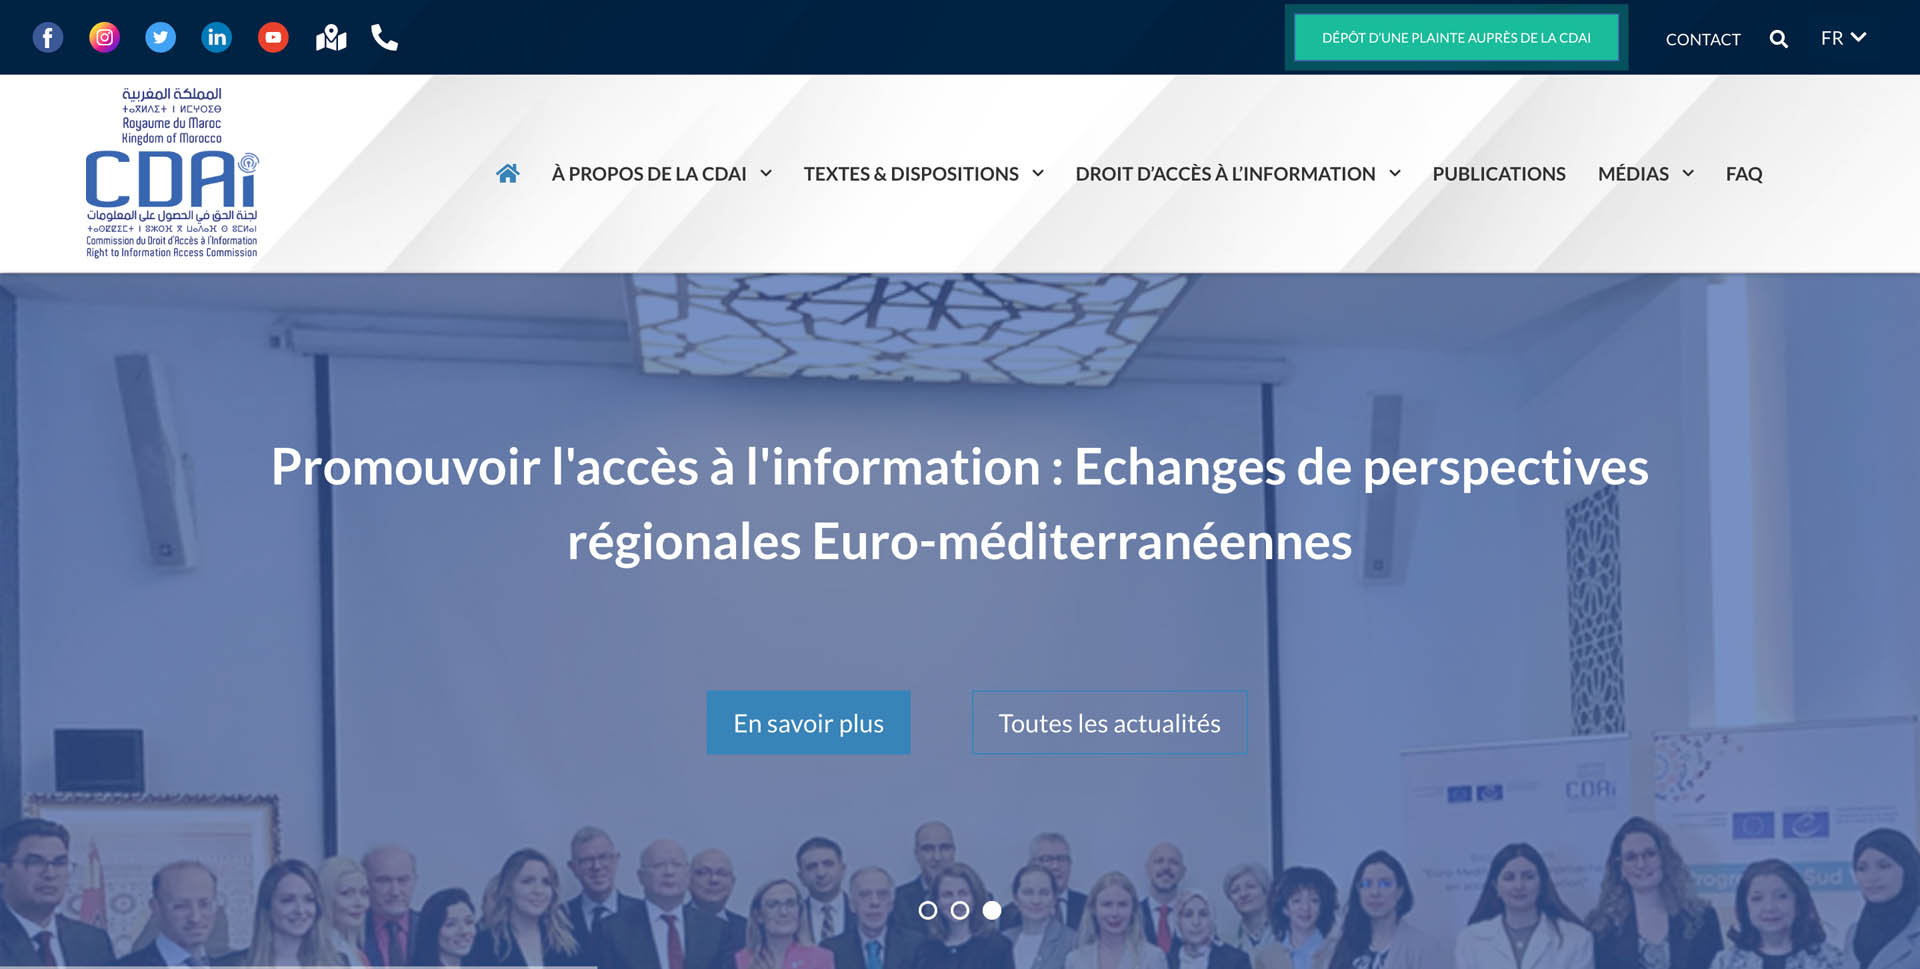 DÉPÔT D'UNE PLAINTE AUPRÈS DE LA CDAI
CONTACT
FR
المملكة المغربية
ⵜⴰⴳⵍⴷⵉⵜ ⵏ ⵍⵎⵖⵔⵉⴱ
Royaume du Maroc
Kingdom of Morocco
CDAi
لجنة الحق في الحصول على المعلومات
Commission du Droit d'Accès à l'Information
Right to Information Access Commission
À PROPOS DE LA CDAI
TEXTES & DISPOSITIONS
DROIT D’ACCÈS À L’INFORMATION
PUBLICATIONS
MÉDIAS
FAQ
Promouvoir l'accès à l'information : Echanges de perspectives
régionales Euro-méditerranéennes
En savoir plus
Toutes les actualités
CDAi
Sud